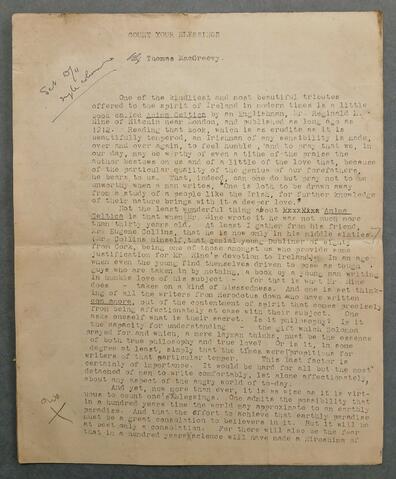 COUNT YOUR BLESSINGS
By Thomas MacGreevy.
Set 8/11
single column
One of the kindliest and most beautiful tributes
offered to the spirit of Ireland in modern times is a little
book called Anima Celtica by an Englishman, Mr. Reginald L.
Hine of Hitchin near London, and published as long ago as
1912. Reading that book, which is as erudite as it is
beautifully tempered, an Irishman of any sensibility is made,
over and over again, to feel humble, and to pray that we, in
our day, may be worthy of even a tithe of the praise the
author bestows on us and of a little of the love that, because
of the particular quality of the genius of our forefathers,
he bears to us. That, indeed, one can do but pray not to be
unworthy when a man writes, "One is loth to be drawn away
from a study of a people like the Irish, for further knowledge
of their nature brings with it a deeper love."
Not the least wonderful thing about Anima
Celtica is that when Mr. Hine wrote it he was not much more
than thirty years old. At least I gather from his friend,
Mr. Eugene Collins, that he is now only in his middle sixties,
(Mr. Collins himself, that genial young Dubliner of eighty
from Cork, being one of those amongst us who provide some
justification for Mr. Hine's devotion to Ireland). In an age
when even the young find themselves driven to pose as tough
guys who are taken in by nothing, a book by a young man writing
in humble love of his subject - for that is what Mr. Hine
does - takes on a kind of blessedness. And one is set think-
ing of all the writers from Herodotus down who have written
con amore, out of the contentment of spirit that comes precisely
from being affectionately at ease with their subject. One
asks oneself what is their secret. Is it philosophy? Is it
the capacity for understanding - the gift which Solomon
prayed for and which, a mere layman thinks, must be the essence
of both true philosophy and true love? Or is it, in some
degree at least, simply that the times were propitious for
writers of that particular temper. This last factor is
certainly of importance. It would be hard for all but the most
detached of men to write comfortably, let alone affectionately,
about any aspect of the angry world of to-day.
And yet, now more than ever, it is as wise as it is virt-
uous to count one's blessings. One admits the possibility that
in a hundred years time the world may approximate to an earthly
paradise. And that the effort to achieve that earthly paradise
must be a great consolation to believers in it. But it will be
at best only a consolation. For there will also be the fear
that in a hundred years science will have made a Hiroshima of